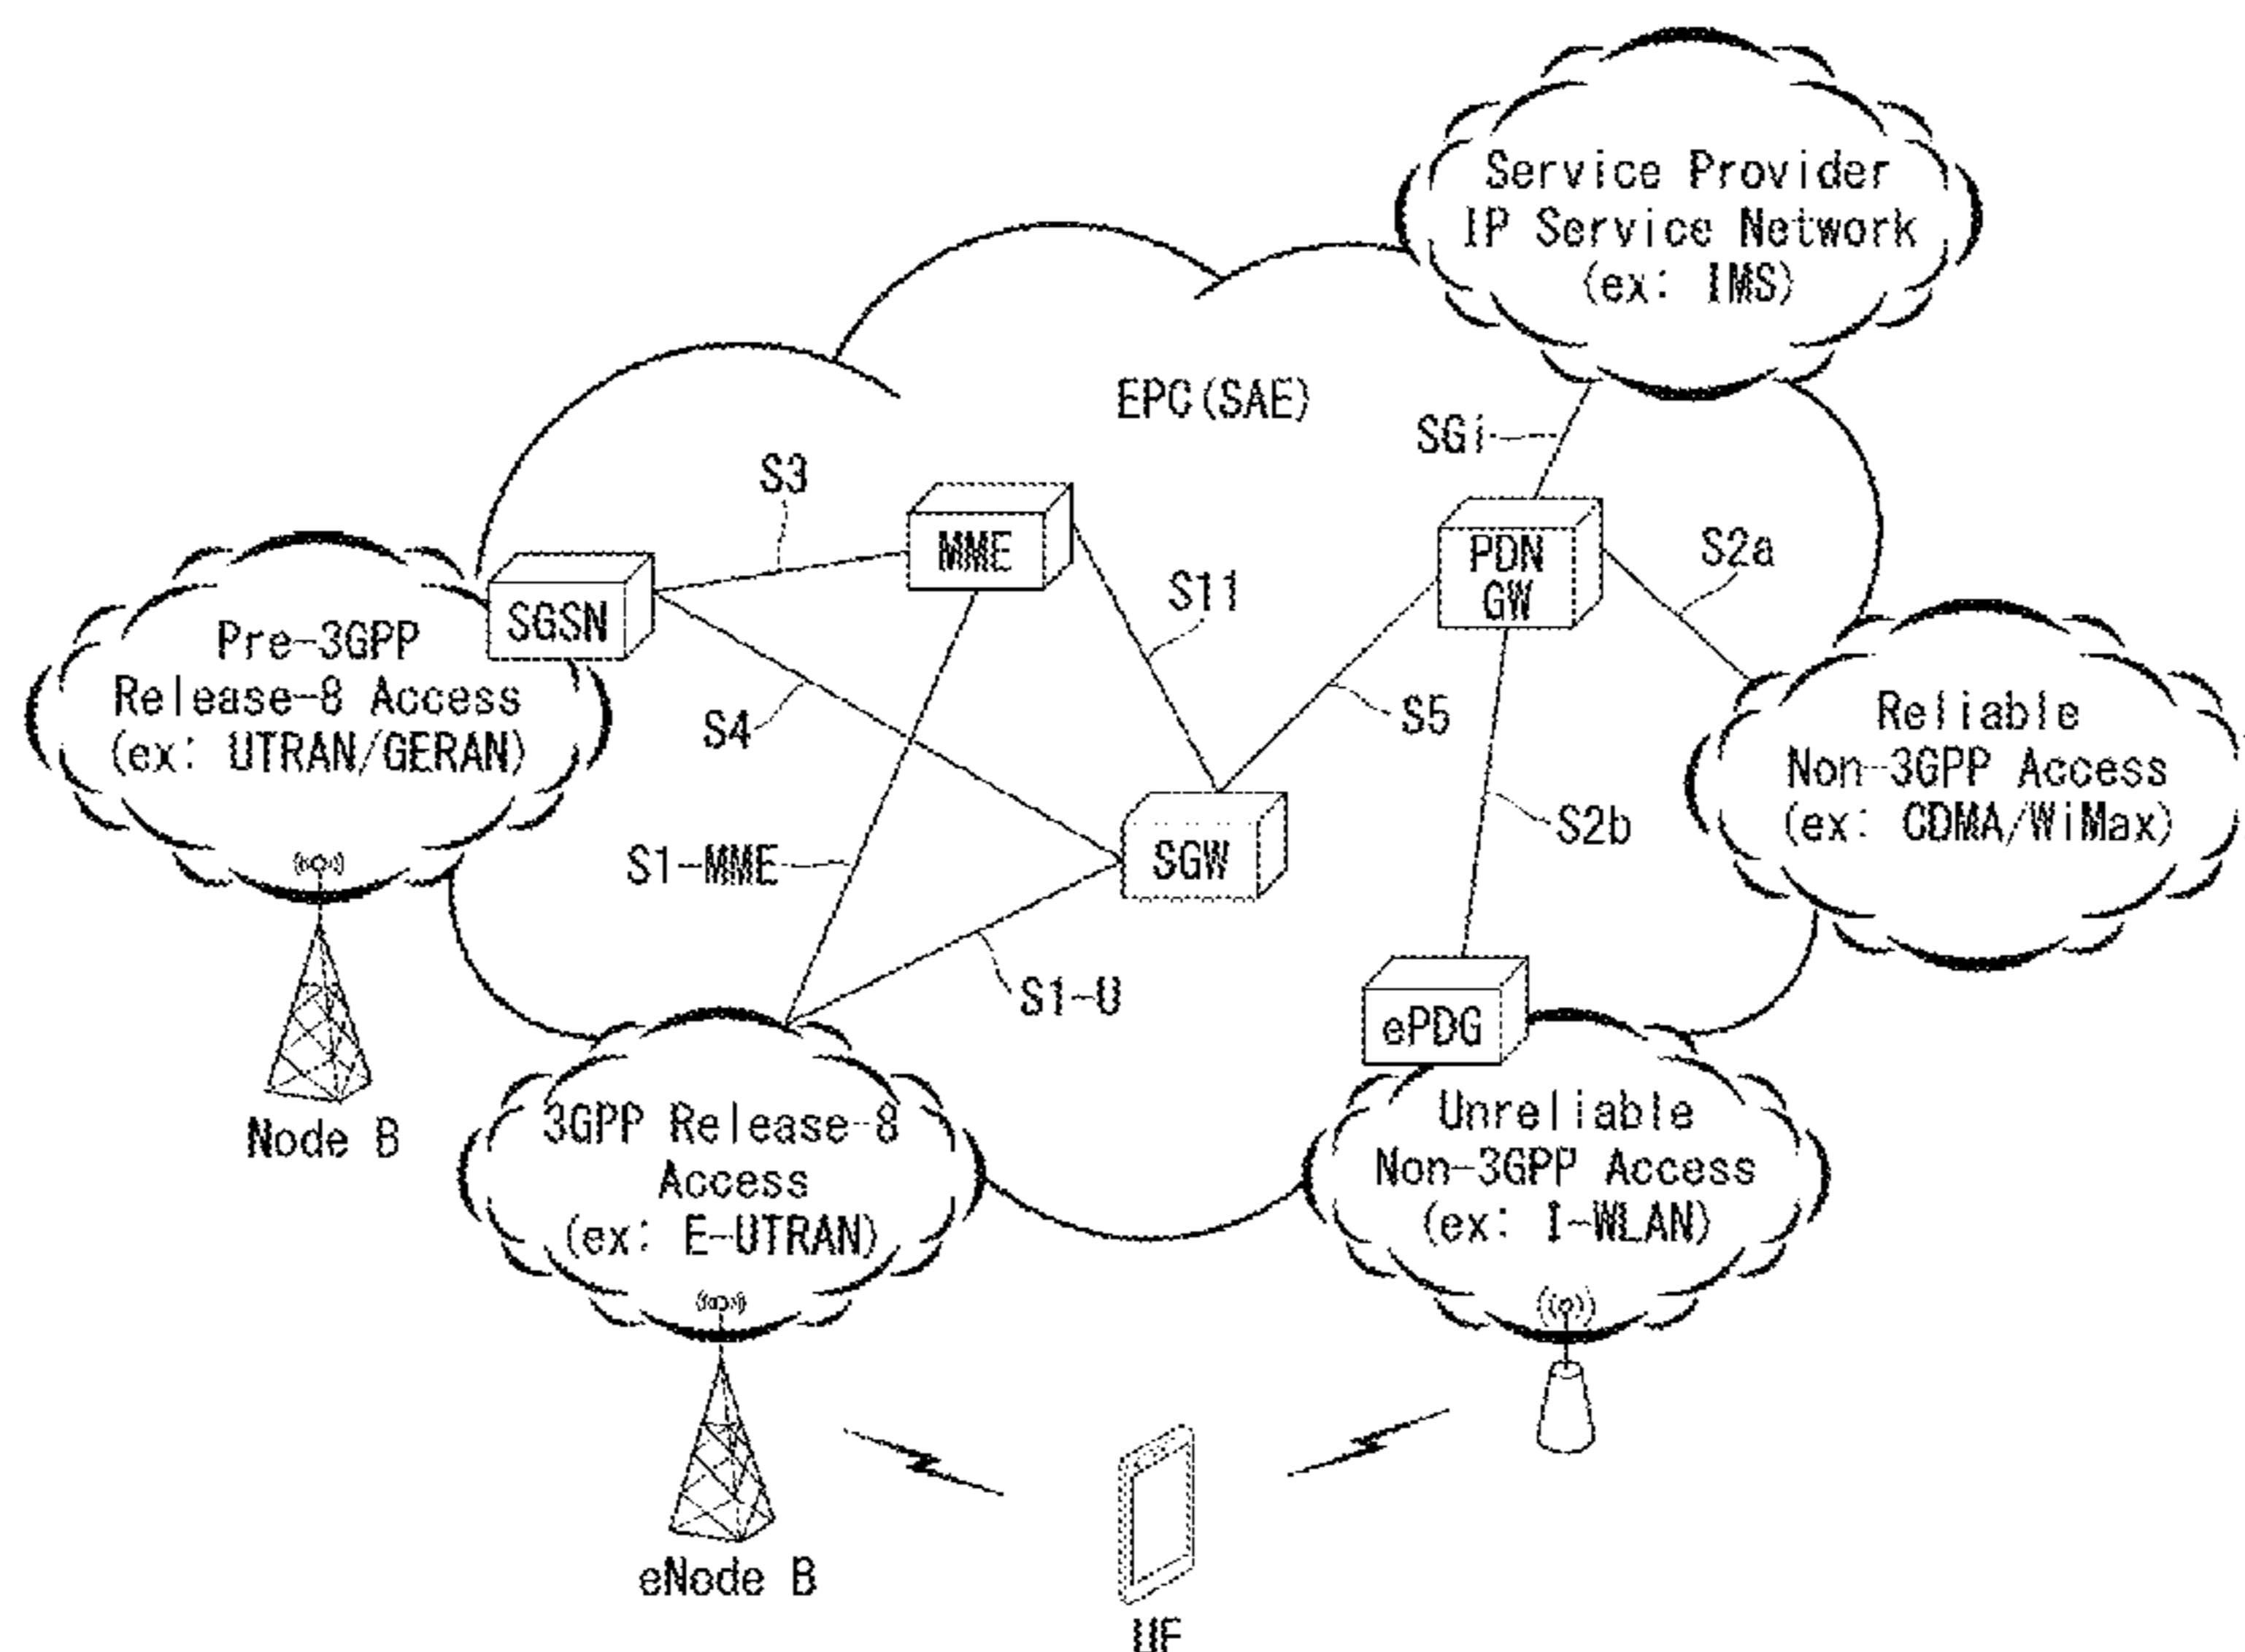 Service Provider
IP Service Network
(ex: IMS)
EPC(SAE)
SGi
S3
MME
PDN
GW
S2a
SGSN
S11
Pre-3GPP
Release-8 Access
(ex: UTRAN/GERAN)
S4
S5
Reliable
Non-3GPP Access
(ex: CDMA/WiMax)
S2b
S1-MME
SGW
S1-U
ePDG
Node B
3GPP Release-8
Access
(ex: E-UTRAN)
Unreliable
Non-3GPP Access
(ex: I-WLAN)
eNode B
UE